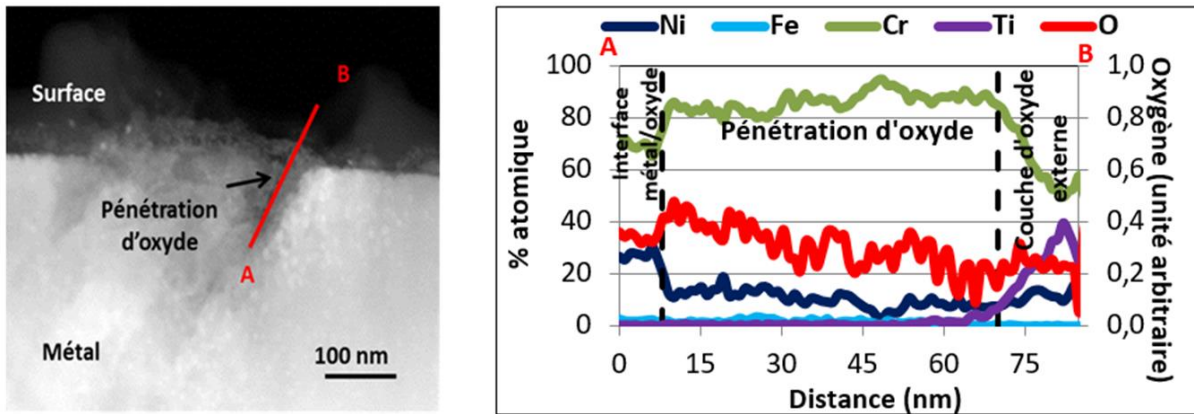 Surface
B
Pénétration
d'oxyde
A
Métal
100 nm
Ni Fe Cr Ti O
A B
100 1,0
80 0,8
60 0,6
40 0,4
20 0,2
0 0,0
0 15 30 45 60 75
% atomique
Oxygène (unité arbitraire)
Interface
métal/oxyde
Pénétration d'oxyde
Couche d'oxyde
externe
Distance (nm)